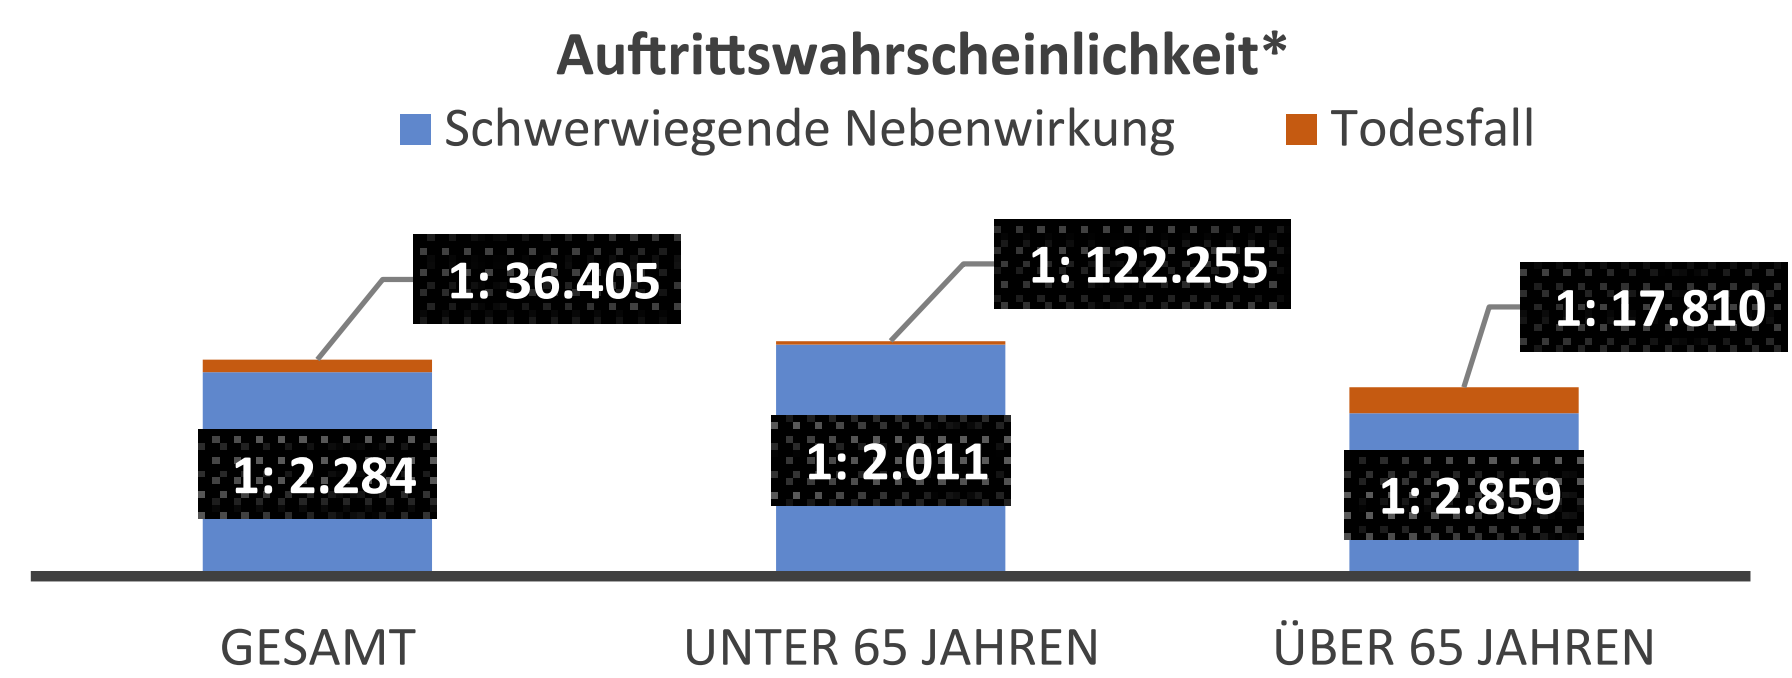 Auftrittswahrscheinlichkeit*
Schwerwiegende Nebenwirkung Todesfall
1: 36.405
1: 122.255
1: 17.810
1: 2.284
1: 2.011
1: 2.859
GESAMT
UNTER 65 JAHREN
ÜBER 65 JAHREN